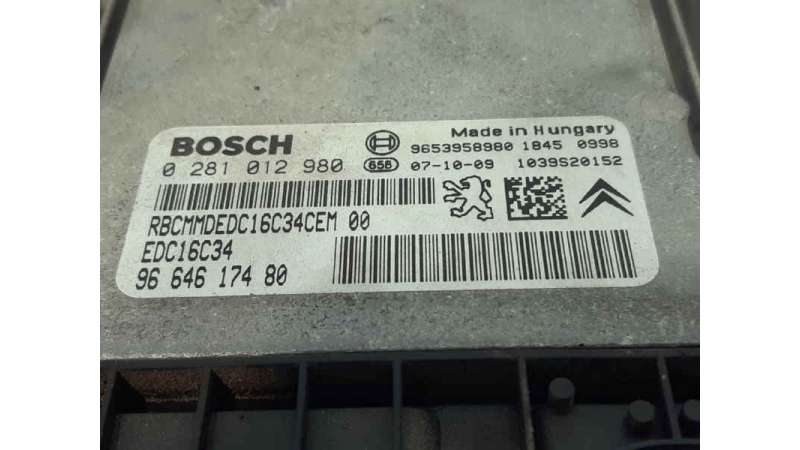 BOSCH
Made in Hungary
0 281 012 980
9653958980 1845 0998
658 07-10-09 1039S20152
RBCMMDEDC16C34CEM 00
EDC16C34
96 646 174 80